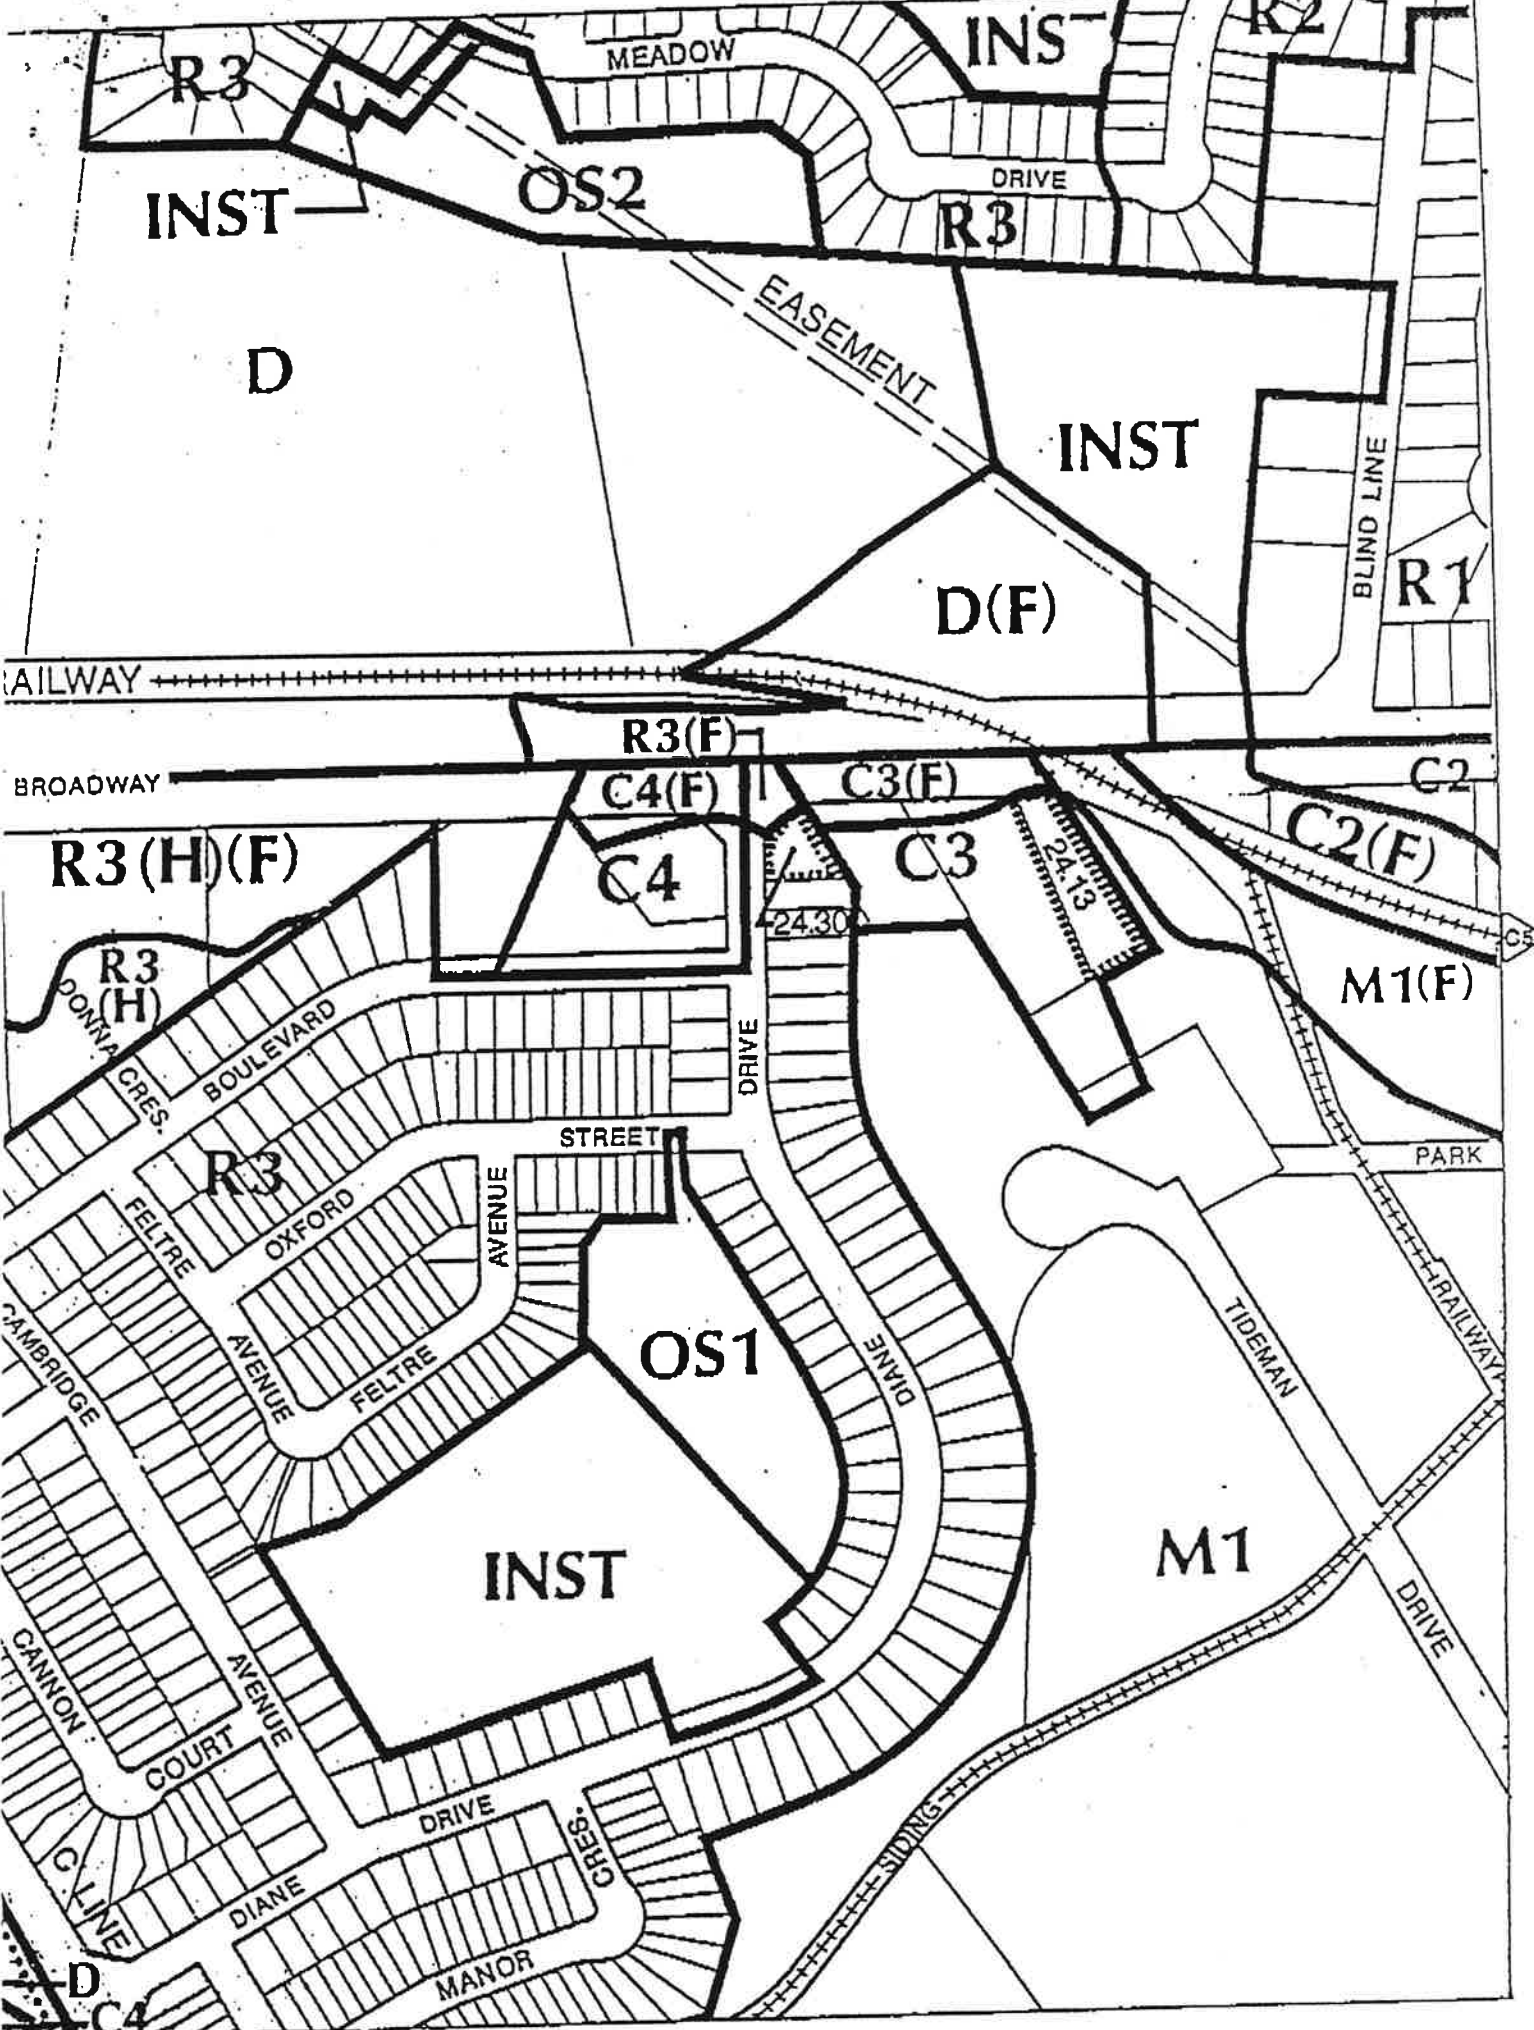 R2
INS
MEADOW
R3
DRIVE
OS2
INST
R3
EASEMENT
D
INST
BLIND LINE
R1
D(F)
AILWAY
R3(F)
BROADWAY
C4(F)
C3(F)
C2
C2(F)
R3(H)(F)
C4
C3
24.13
24.30
C5
R3
(H)
M1(F)
DONNA CRES.
BOULEVARD
DRIVE
STREET
PARK
R3
OXFORD
AVENUE
FELTRE
AVENUE
FELTRE
CAMBRIDGE
AVENUE
OS1
DIANE
TIDEMAN
DRIVE
RAILWAY
INST
M1
CANNON
COURT
DRIVE
CRES.
SIDING
C LINE
DIANE
MANOR
D
C4